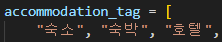 accommodation_tag = [
"숙소", "숙박", "호텔",